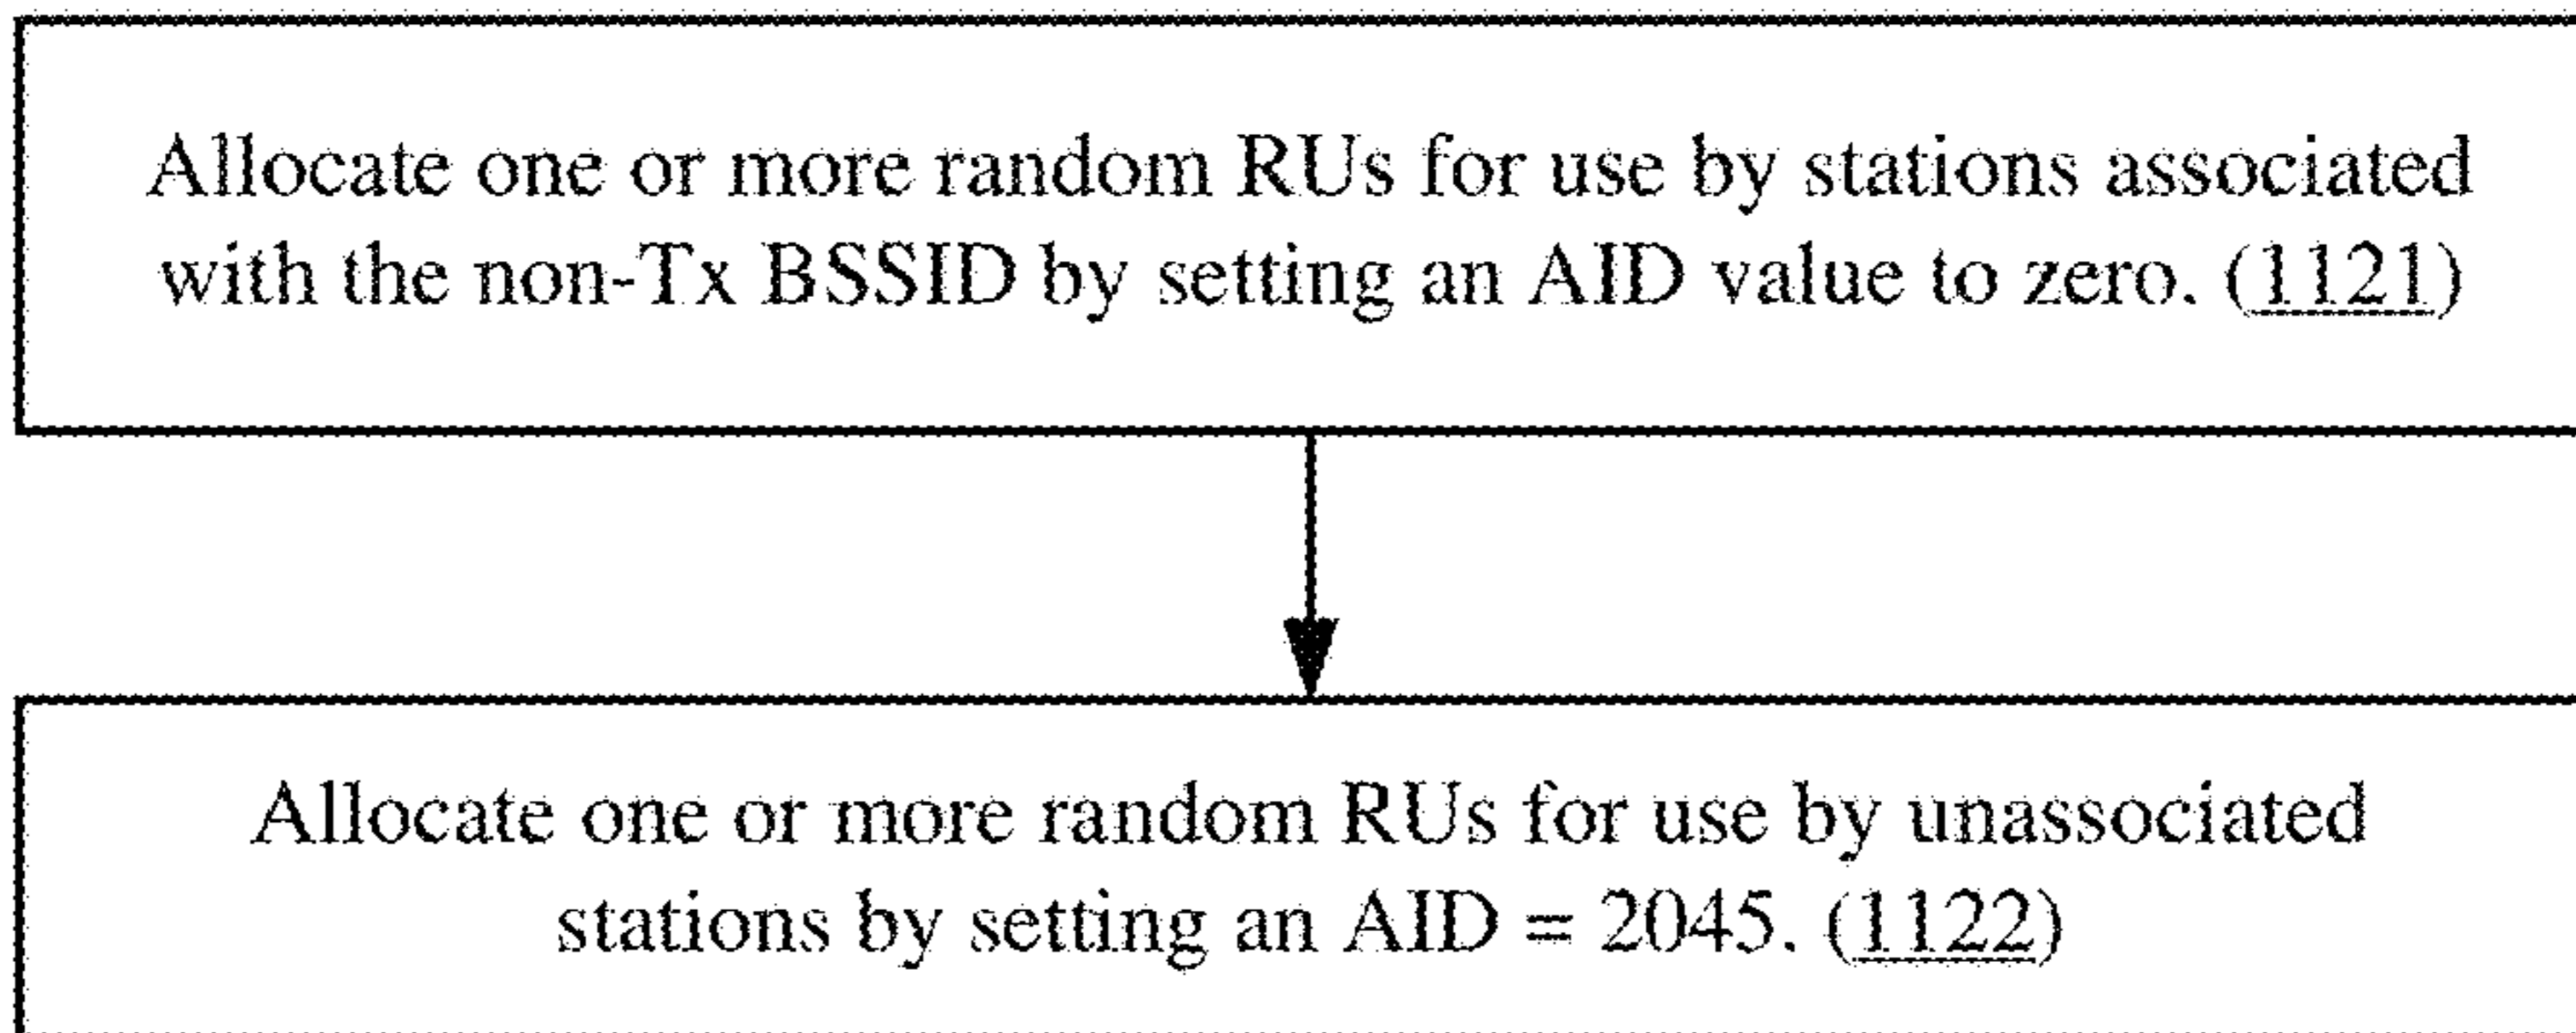 Allocate one or more random RUs for use by stations associated
with the non-Tx BSSID by setting an AID value to zero. (1121)
Allocate one or more random RUs for use by unassociated
stations by setting an AID = 2045. (1122)